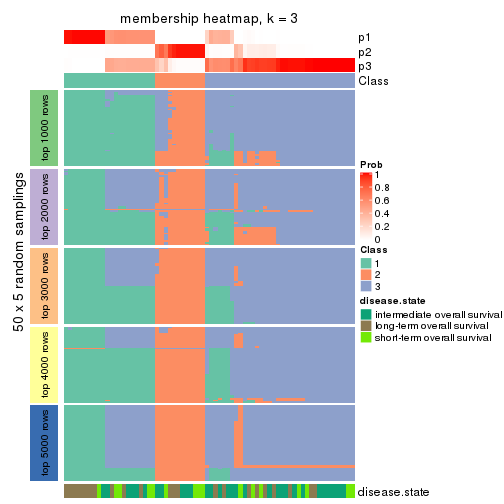 membership heatmap, k = 3
p1
p2
p3
Class
50 x 5 random samplings
top 1000 rows
top 2000 rows
top 3000 rows
top 4000 rows
top 5000 rows
Prob
1
0.8
0.6
0.4
0.2
0
Class
1
2
3
disease.state
intermediate overall survival
long-term overall survival
short-term overall survival
disease.state